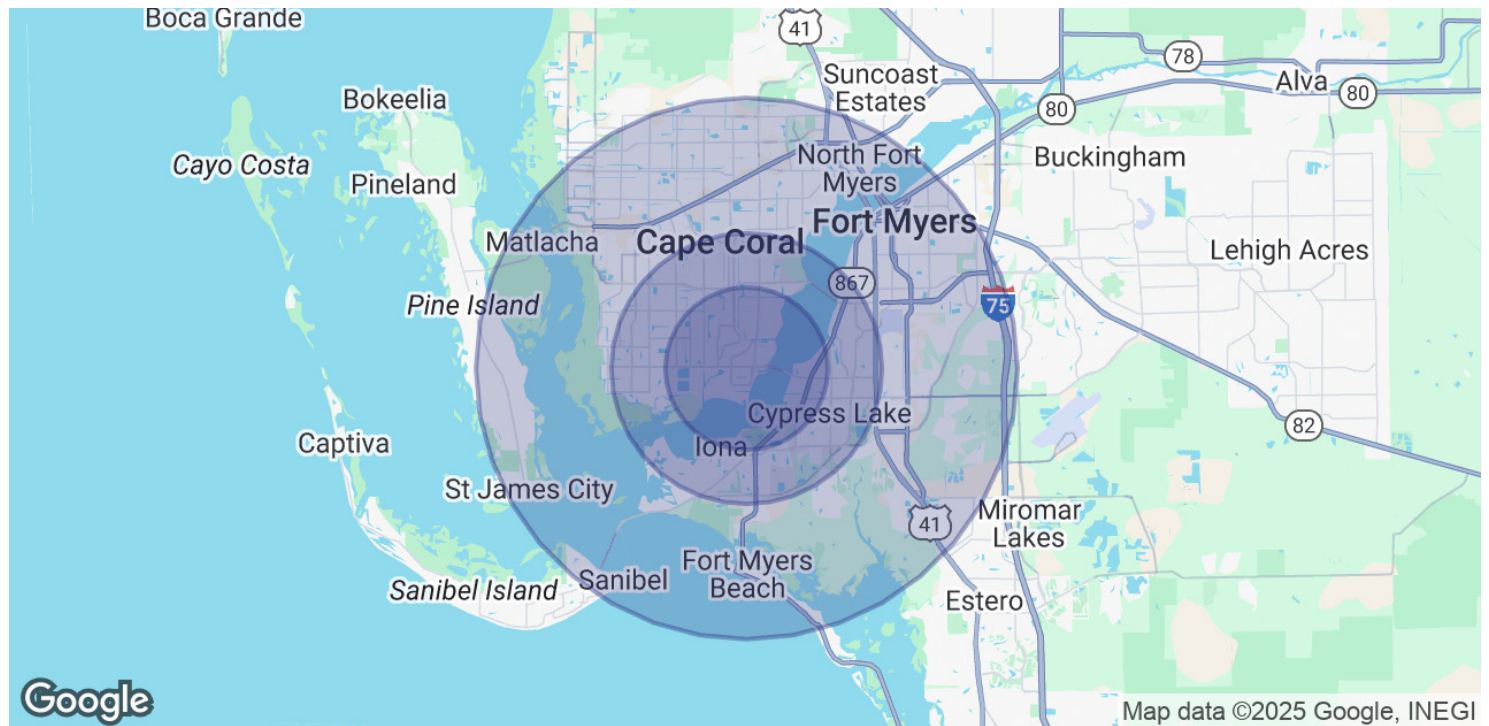 Boca Grande
41
78
Suncoast
Estates
Alva
80
Bokeelia
80
North Fort
Myers
Buckingham
Cayo Costa
Pineland
Fort Myers
Matlacha
Cape Coral
Lehigh Acres
867
Pine Island
75
Cypress Lake
82
Captiva
Iona
St James City
41
Miromar
Lakes
Fort Myers
Beach
Sanibel
Sanibel Island
Estero
Google
Map data ©2025 Google, INEGI